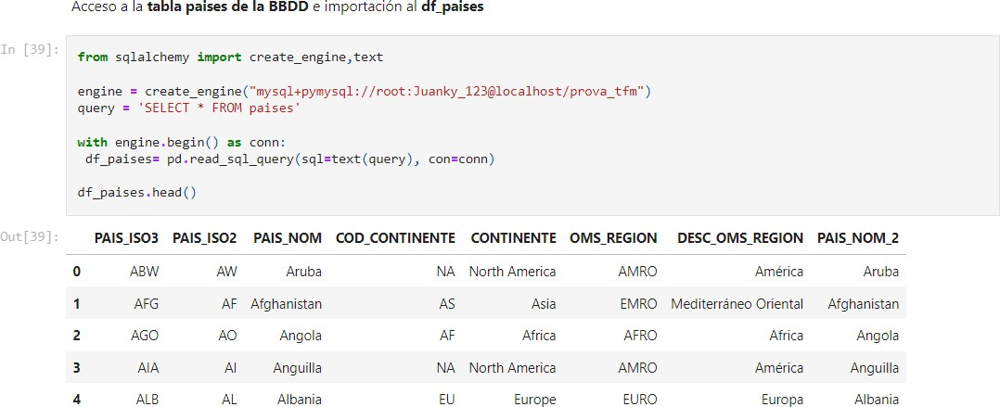 Acceso a la tabla paises de la BBDD e importación al df_paises
In [39]:
from sqlalchemy import create_engine,text
engine = create_engine("mysql+pymysql://root:Juanky_123@localhost/prova_tfm")
query = 'SELECT * FROM paises'
with engine.begin() as conn:
 df_paises= pd.read_sql_query(sql=text(query), con=conn)
df_paises.head()
Out[39]:
PAIS_ISO3 PAIS_ISO2 PAIS_NOM COD_CONTINENTE CONTINENTE OMS_REGION DESC_OMS_REGION PAIS_NOM_2
0 ABW AW Aruba NA North America AMRO América Aruba
1 AFG AF Afghanistan AS Asia EMRO Mediterráneo Oriental Afghanistan
2 AGO AO Angola AF Africa AFRO Africa Angola
3 AIA AI Anguilla NA North America AMRO América Anguilla
4 ALB AL Albania EU Europe EURO Europa Albania